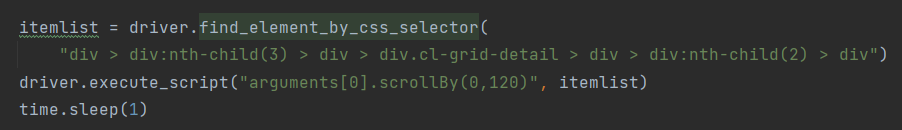 itemlist = driver.find_element_by_css_selector(
"div > div:nth-child(3) > div > div.cl-grid-detail > div > div:nth-child(2) > div")
driver.execute_script("arguments[0].scrollBy(0,120)", itemlist)
time.sleep(1)